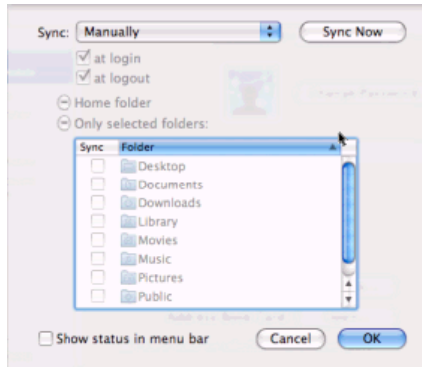 Sync: Manually Sync Now
at login
at logout
Home folder
Only selected folders:
Sync Folder
Desktop
Documents
Downloads
Library
Movies
Music
Pictures
Public
Show status in menu bar Cancel OK